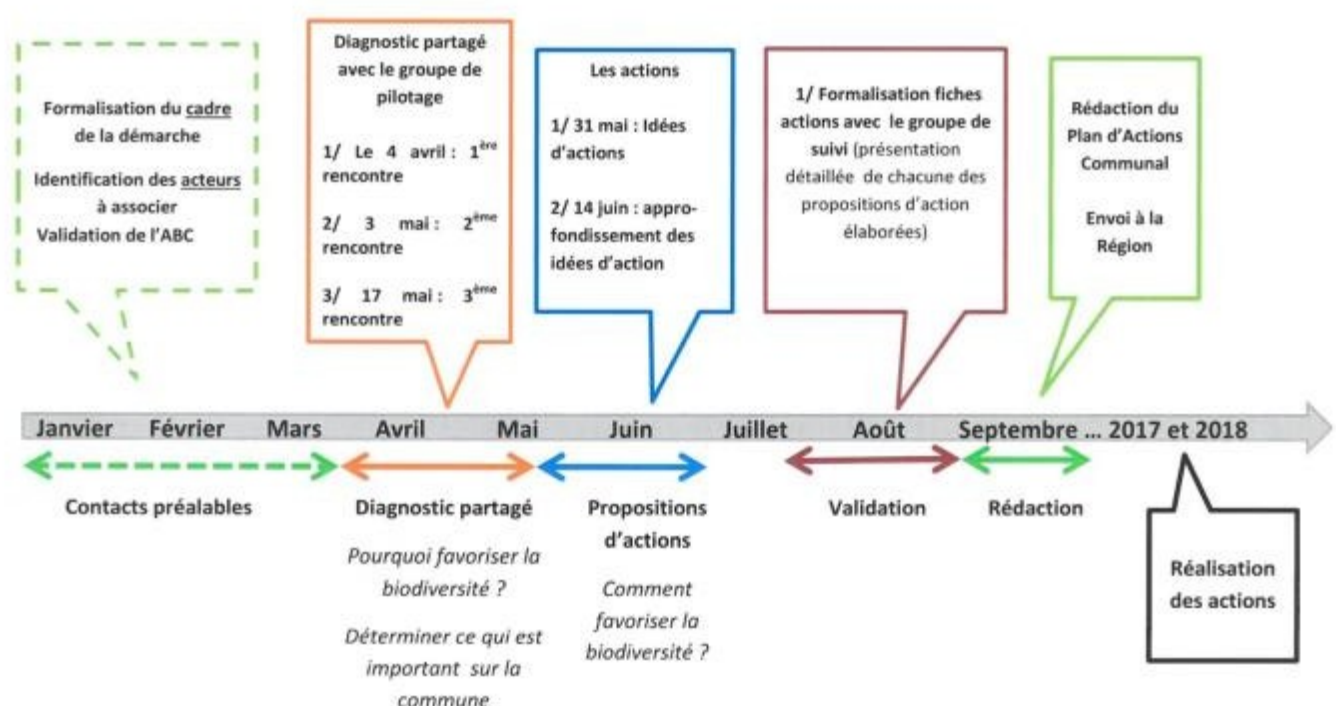 Formalisation du cadre
de la démarche
Identification des acteurs
à associer
Validation de l'ABC
Diagnostic partagé
avec le groupe de
pilotage
1/ Le 4 avril : 1ère
rencontre
2/ 3 mai : 2ème
rencontre
3/ 17 mai : 3ème
rencontre
Les actions
1/ 31 mai : Idées
d'actions
2/ 14 juin : appro-
fondissement des
idées d'action
1/ Formalisation fiches
actions avec le groupe de
suivi (présentation
détaillée de chacune des
propositions d'action
élaborées)
Rédaction du
Plan d'Actions
Communal
Envoi à la
Région
Janvier Février Mars Avril Mai Juin Juillet Août Septembre ... 2017 et 2018
Contacts préalables
Diagnostic partagé
Pourquoi favoriser la
biodiversité ?
Déterminer ce qui est
important sur la
commune
Propositions
d'actions
Comment
favoriser la
biodiversité ?
Validation
Rédaction
Réalisation
des actions